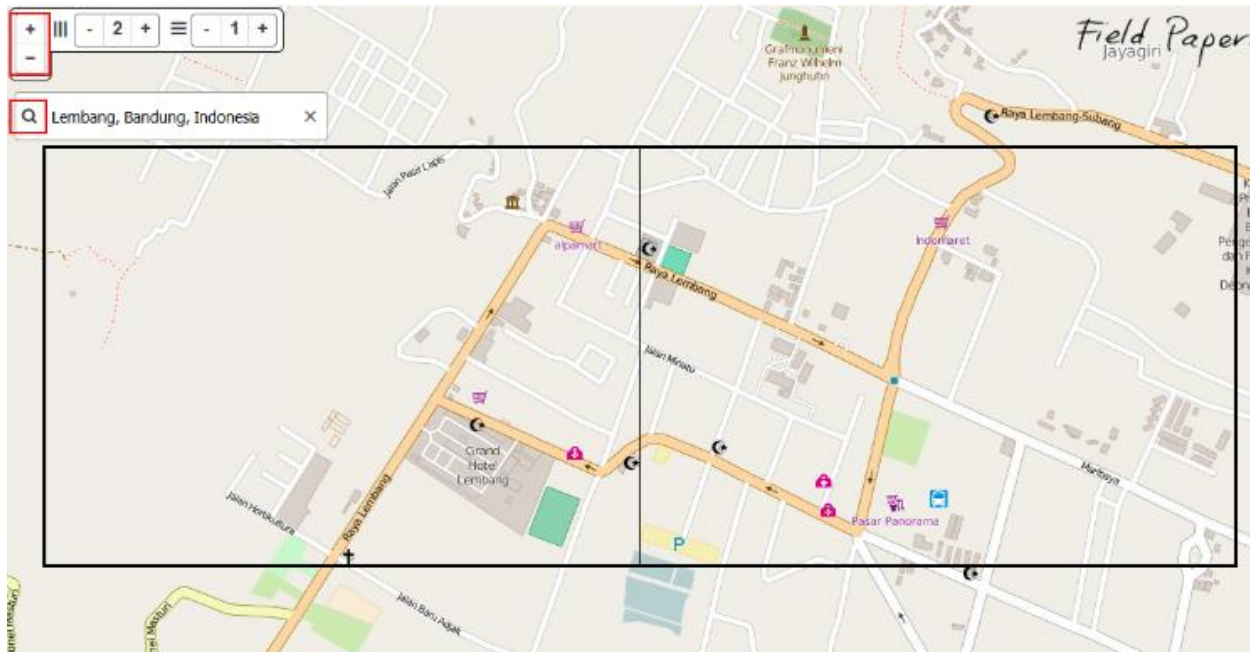 + - 2 + - 1 +
-
Lembang, Bandung, Indonesia ×
Field Paper
Jayagiri
Grafmonument
Franz Wilhelm
Junghuhn
Raya Lembang-Subang
Jalan Pasir Lapis
alpamart
Indomaret
Raya Lembang
Jalan Minatu
Grand
Hotel
Lembang
Raya Lembang
Jalan Hortikultura
Maribaya
Pasar Panorama
P
Jalan Baru Adjak